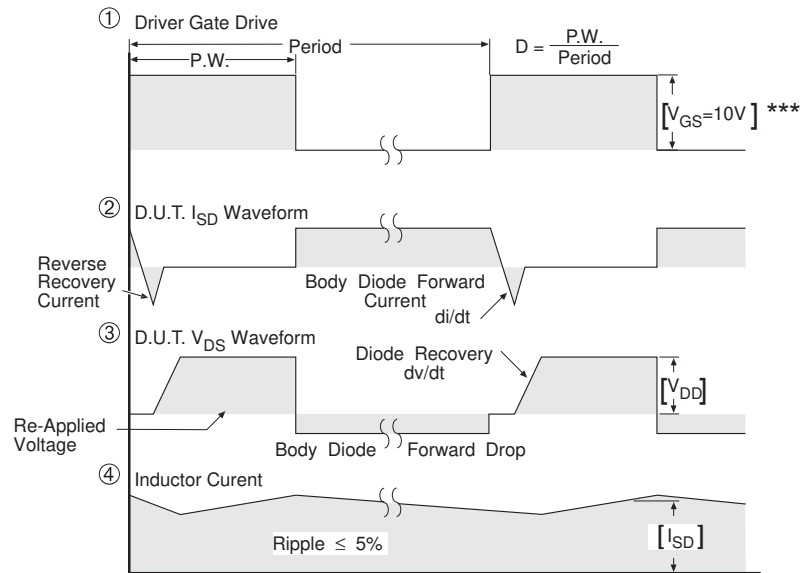 ① Driver Gate Drive
P.W.
Period
D = P.W.
Period
[VGS=10V] ***
② D.U.T. ISD Waveform
Reverse
Recovery
Current
Body Diode Forward
Current
di/dt
③ D.U.T. VDS Waveform
Diode Recovery
dv/dt
[VDD]
Re-Applied
Voltage
Body Diode Forward Drop
④ Inductor Curent
Ripple ≤ 5%
[ISD]